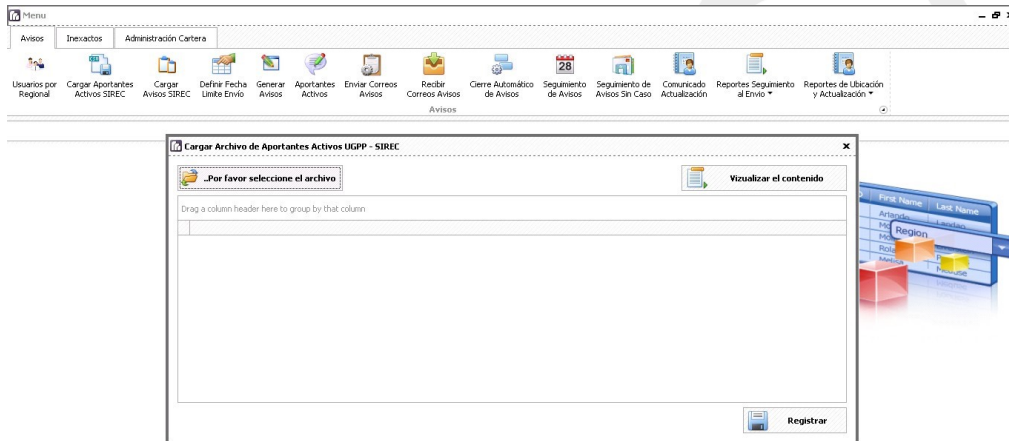 Menu
Avisos Inexactos Administración Cartera
Usuarios por Regional
Cargar Aportantes Activos SIREC
Cargar Avisos SIREC
Definir Fecha Limite Envío
Generar Avisos
Aportantes Activos
Enviar Correos Avisos
Recibir Correos Avisos
Cierre Automático de Avisos
28
Seguimiento de Avisos
Seguimiento de Avisos Sin Caso
Comunicado Actualización
Reportes Seguimiento al Envio
Reportes de Ubicación y Actualización
Avisos
Cargar Archivo de Aportantes Activos UGPP - SIREC
..Por favor seleccione el archivo
Vizualizar el contenido
Drag a column header here to group by that column
First Name Last Name
Region
Registrar